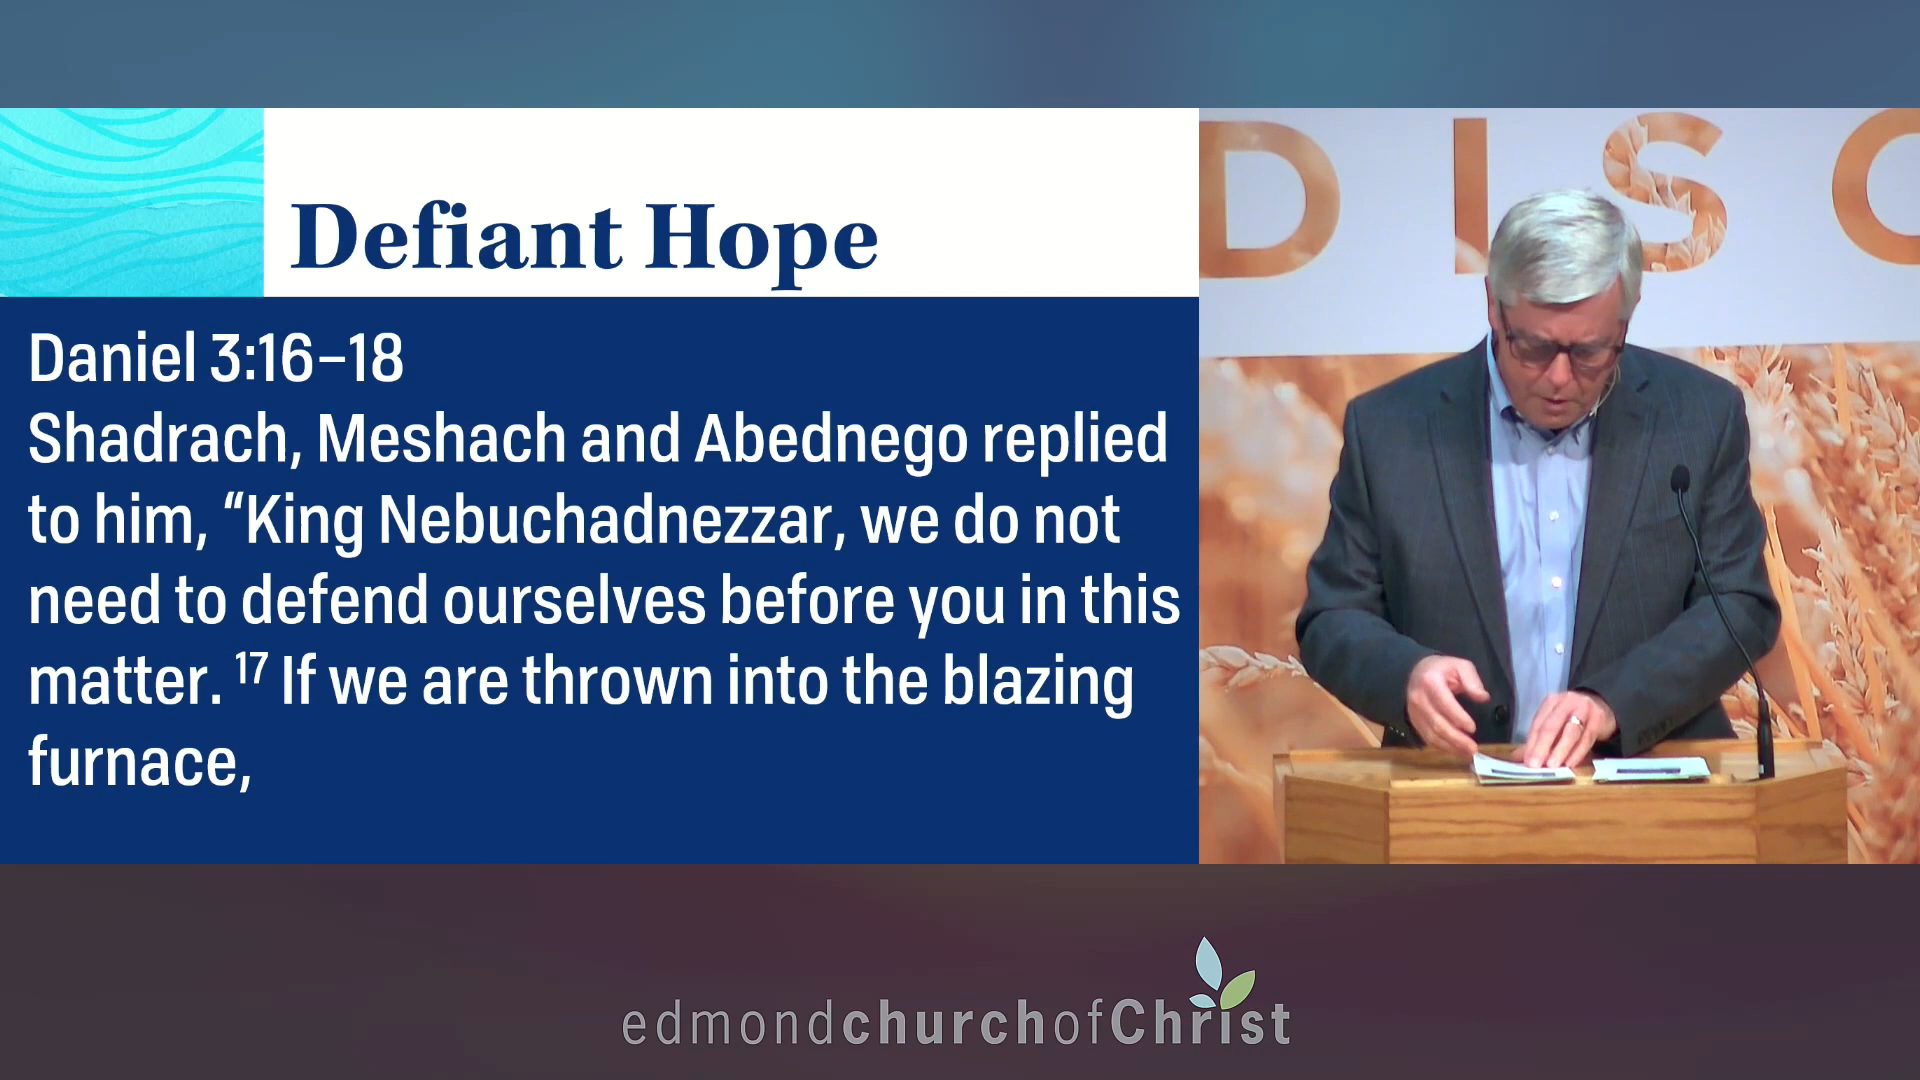 Defiant Hope
Daniel 3:16–18
Shadrach, Meshach and Abednego replied
to him, “King Nebuchadnezzar, we do not
need to defend ourselves before you in this
matter. ¹⁷ If we are thrown into the blazing
furnace,
DISC
edmondchurchofChrist